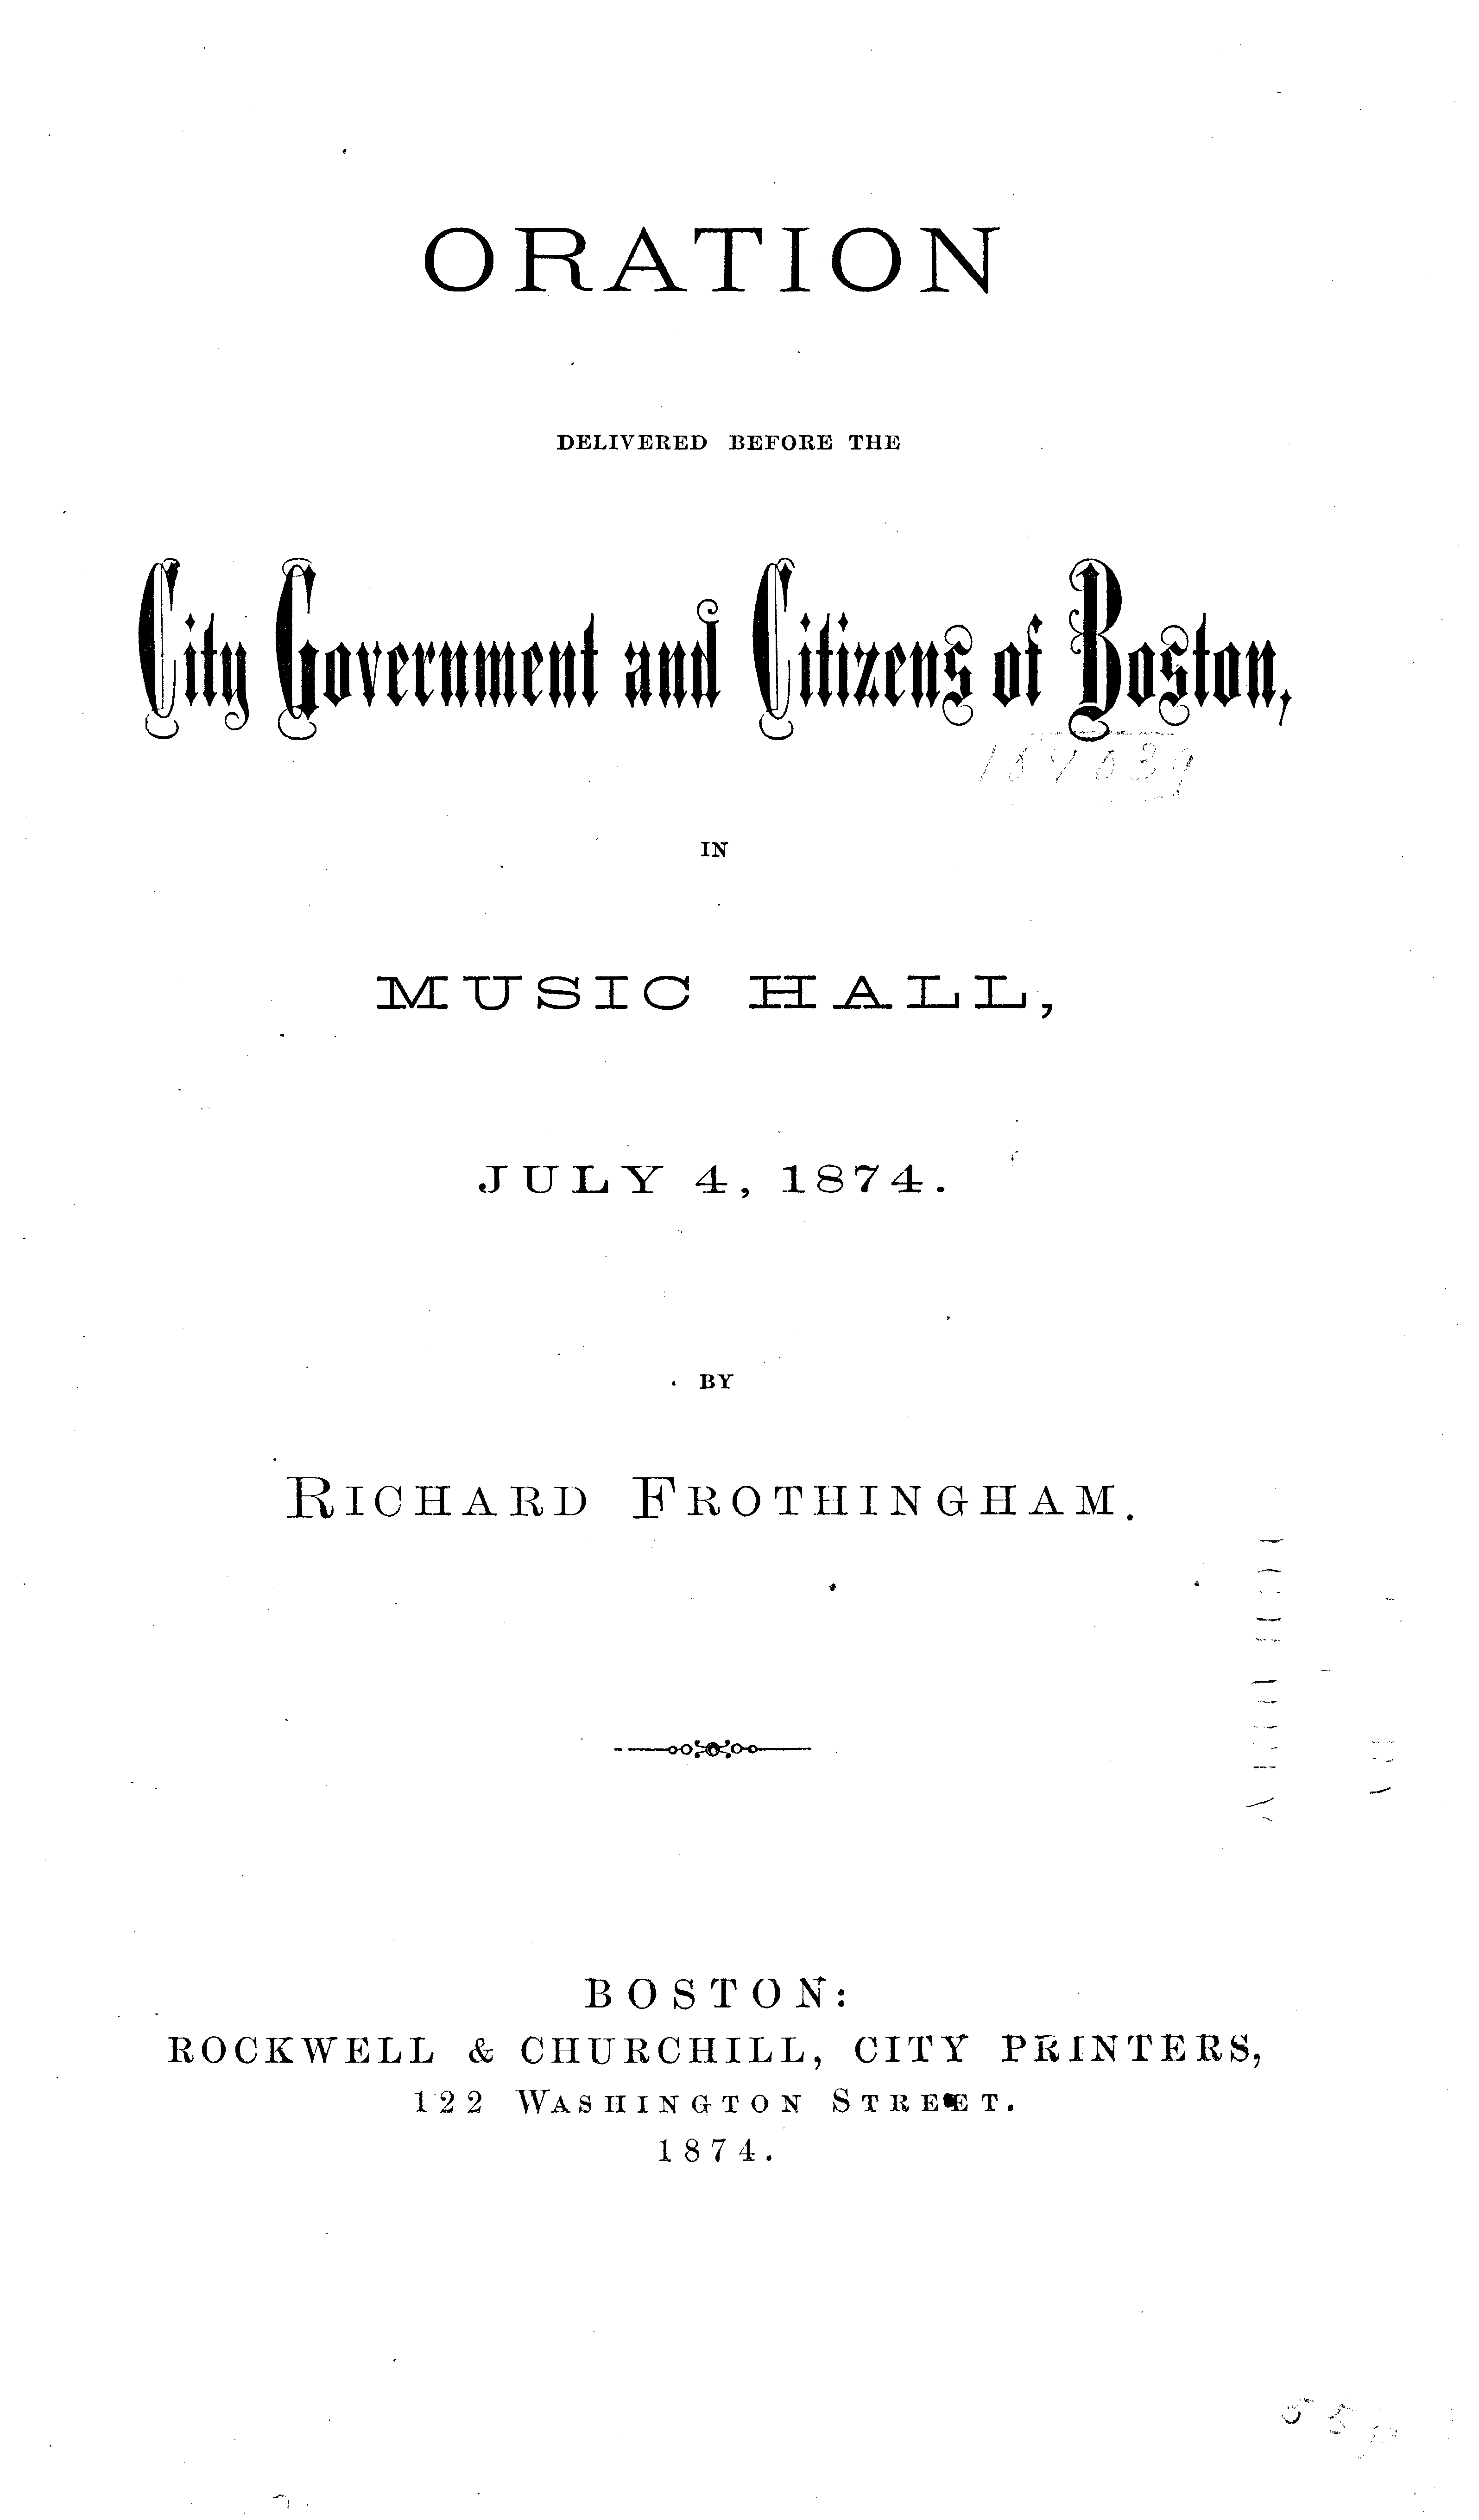 ORATION
DELIVERED BEFORE THE
City Government and Citizens of Boston,
IN
MUSIC HALL,
JULY 4, 1874.
BY
RICHARD FROTHINGHAM.
BOSTON:
ROCKWELL & CHURCHILL, CITY PRINTERS,
122 WASHINGTON STREET.
1874.